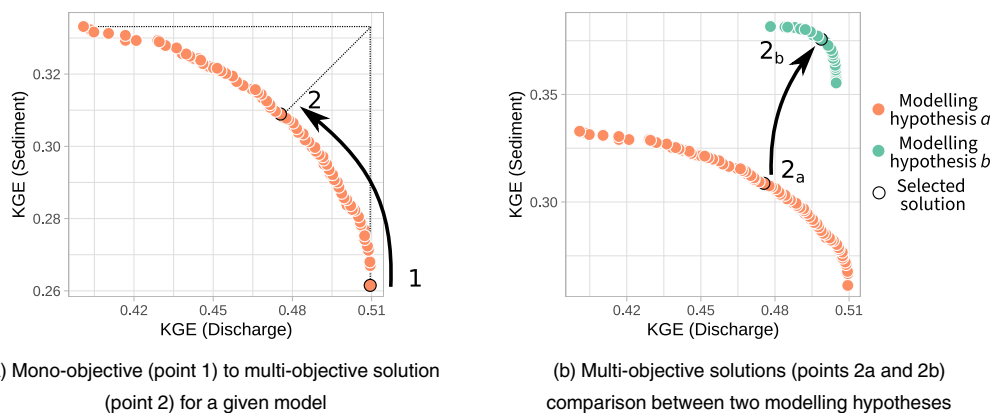 KGE (Sediment)
0.32
0.30
0.28
0.26
2
1
0.42
0.45
0.48
0.51
KGE (Discharge)
) Mono-objective (point 1) to multi-objective solution
(point 2) for a given model
KGE (Sediment)
0.35
0.30
2b
2a
0.42
0.45
0.48
0.51
KGE (Discharge)
Modelling
hypothesis a
Modelling
hypothesis b
Selected
solution
(b) Multi-objective solutions (points 2a and 2b)
comparison between two modelling hypotheses